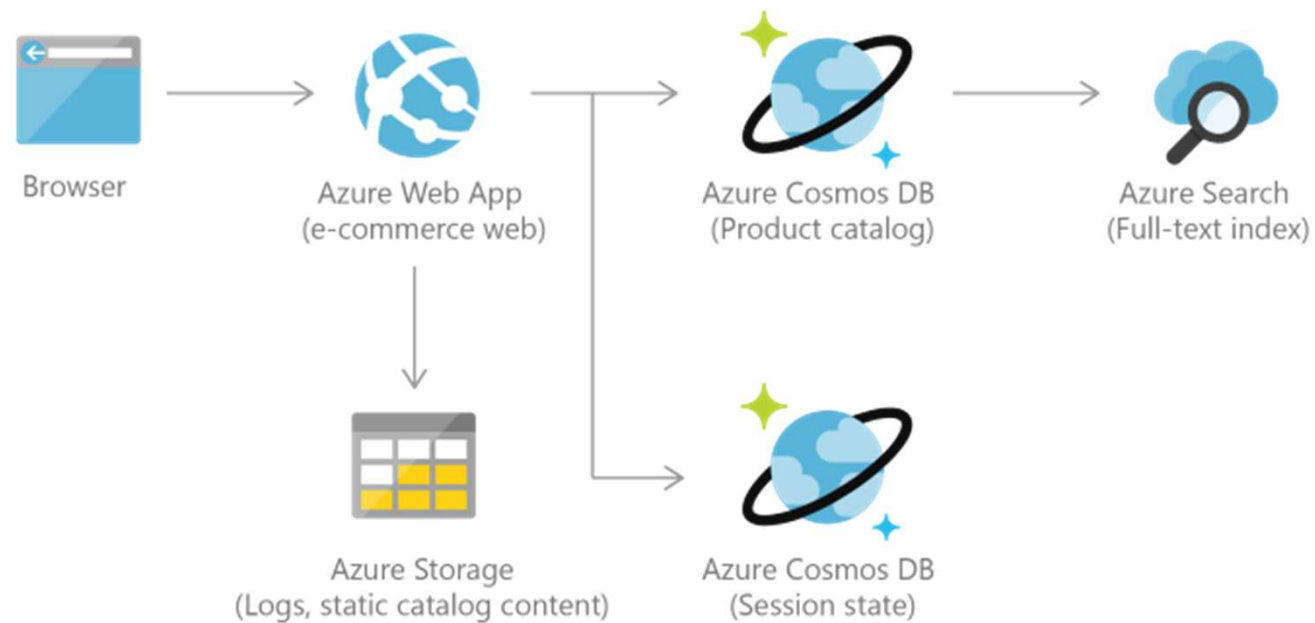 Browser
Azure Web App
(e-commerce web)
Azure Cosmos DB
(Product catalog)
Azure Search
(Full-text index)
Azure Storage
(Logs, static catalog content)
Azure Cosmos DB
(Session state)